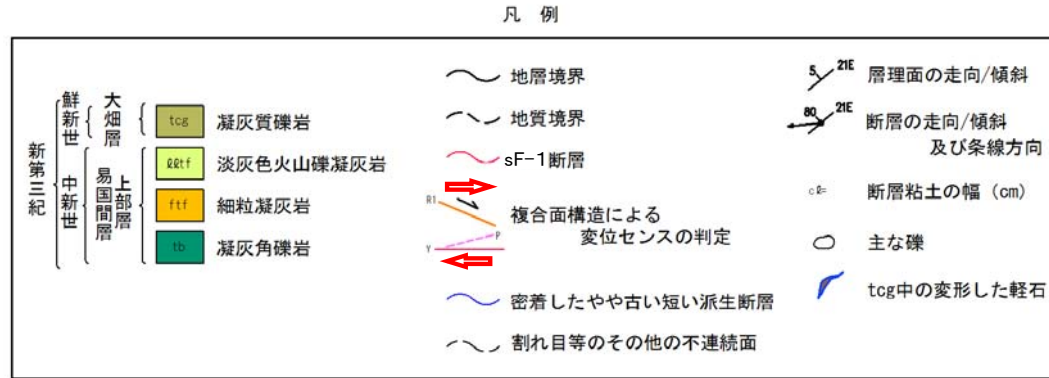 凡 例
新第三紀
鮮新世
大畑層
tcg
凝灰質礫岩
中新世
易国間層
上部層
ℓℓtf
淡灰色火山礫凝灰岩
ftf
細粒凝灰岩
tb
凝灰角礫岩
地層境界
地質境界
sF-1断層
R1
P
Y
複合面構造による
変位センスの判定
密着したやや古い短い派生断層
割れ目等のその他の不連続面
5 21E
層理面の走向/傾斜
80 21E
断層の走向/傾斜
及び条線方向
cℓ=
断層粘土の幅 (cm)
主な礫
tcg中の変形した軽石